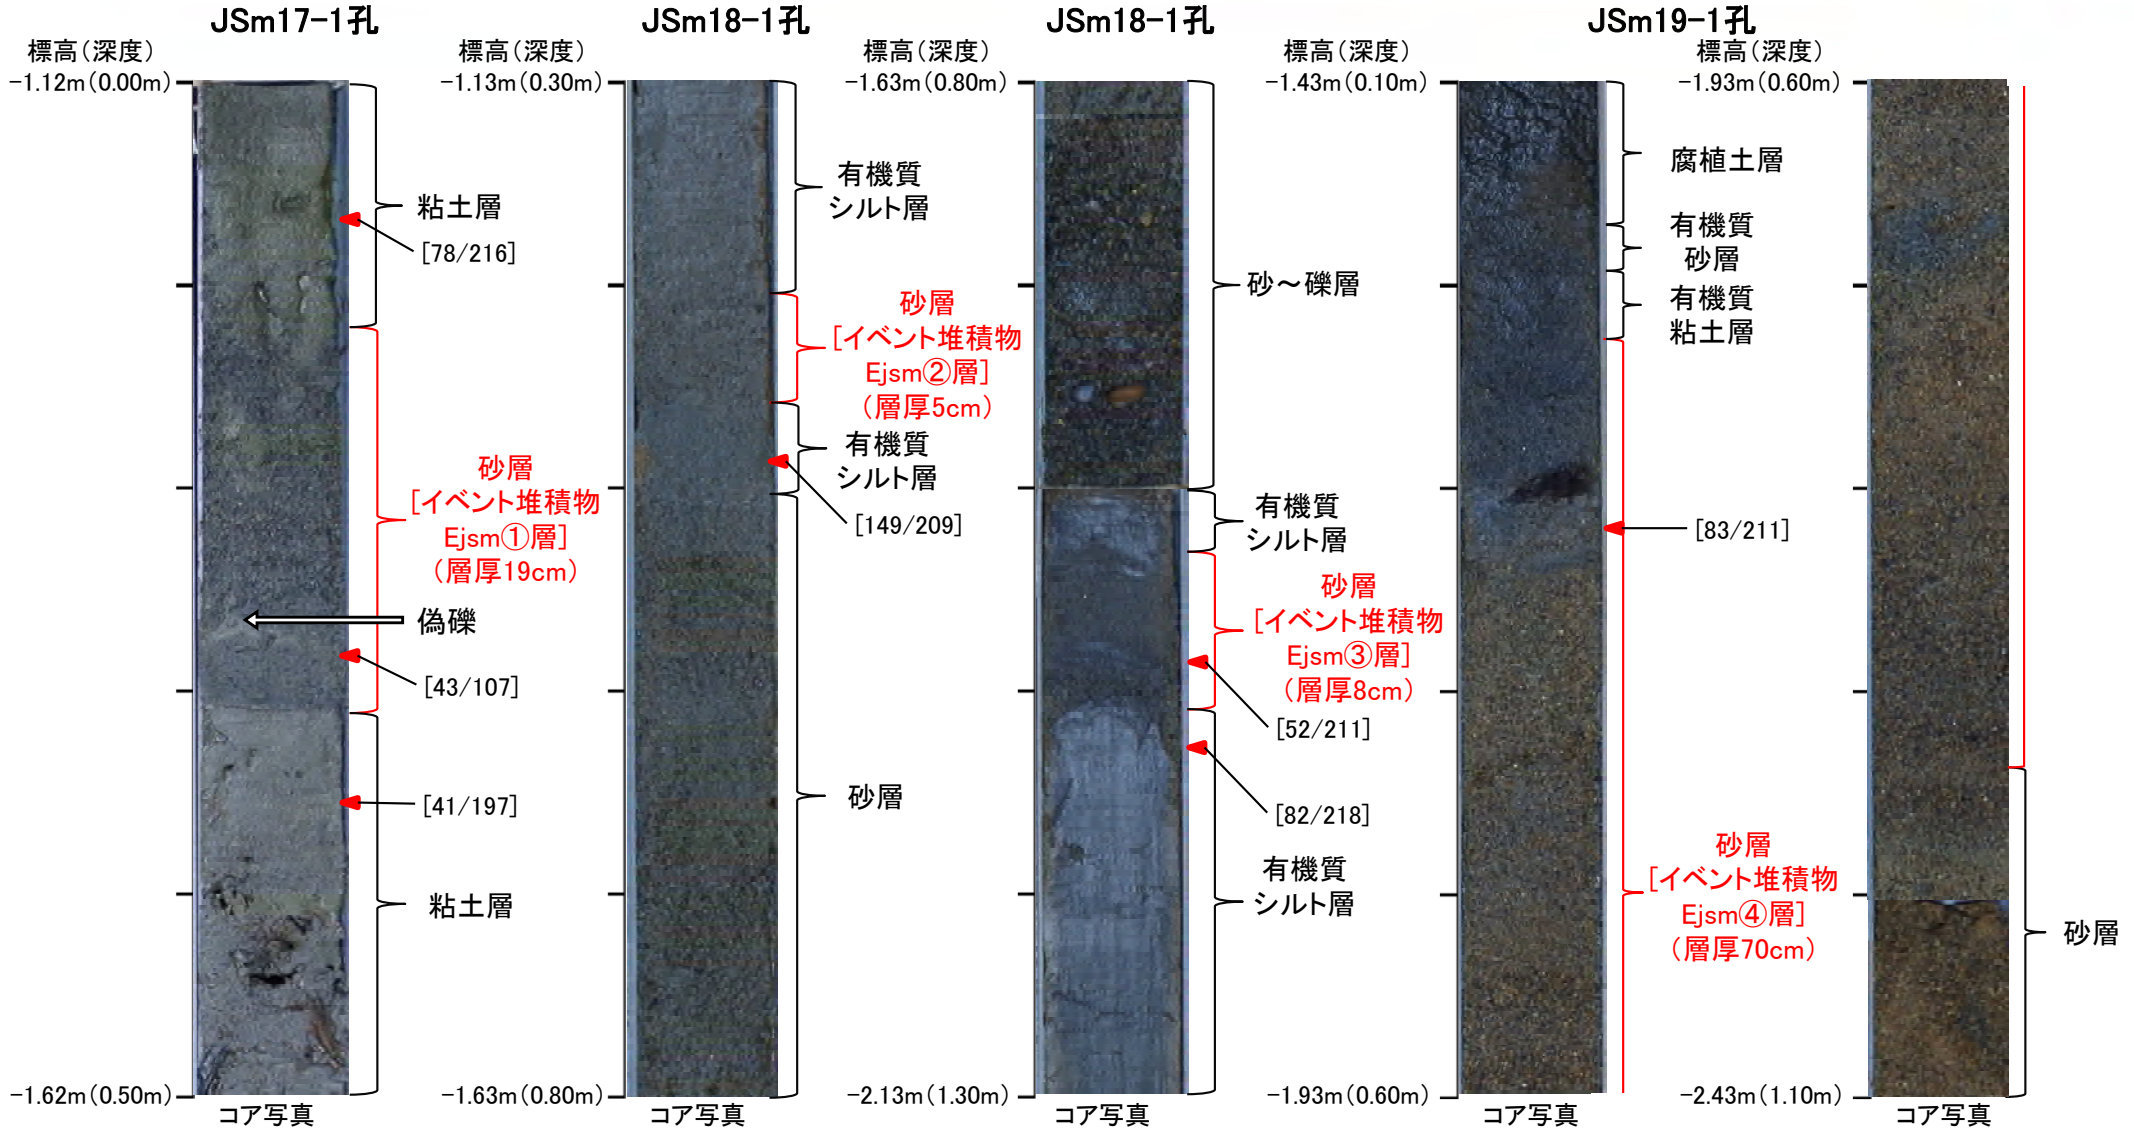 JSm17-1孔
標高(深度)
-1.12m(0.00m)
粘土層
[78/216]
砂層
[イベント堆積物
Ejsm①層]
(層厚19cm)
偽礫
[43/107]
[41/197]
粘土層
-1.62m(0.50m)
コア写真
JSm18-1孔
標高(深度)
-1.13m(0.30m)
有機質
シルト層
砂層
[イベント堆積物
Ejsm②層]
(層厚5cm)
有機質
シルト層
[149/209]
砂層
-1.63m(0.80m)
コア写真
JSm18-1孔
標高(深度)
-1.63m(0.80m)
砂～礫層
有機質
シルト層
砂層
[イベント堆積物
Ejsm③層]
(層厚8cm)
[52/211]
[82/218]
有機質
シルト層
-2.13m(1.30m)
コア写真
JSm19-1孔
標高(深度)
-1.43m(0.10m)
腐植土層
有機質
砂層
有機質
粘土層
[83/211]
砂層
[イベント堆積物
Ejsm④層]
(層厚70cm)
-1.93m(0.60m)
コア写真
標高(深度)
-1.93m(0.60m)
砂層
-2.43m(1.10m)
コア写真